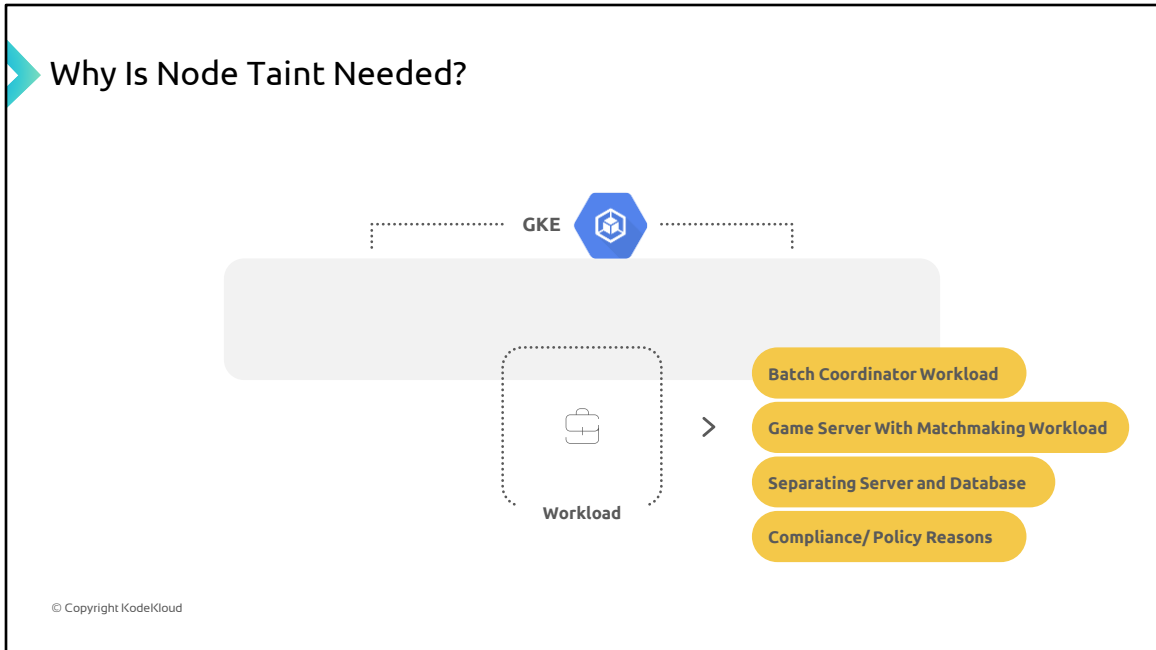 Why Is Node Taint Needed?
GKE
Batch Coordinator Workload
Game Server With Matchmaking Workload
Separating Server and Database
Workload
Compliance/ Policy Reasons
© Copyright KodeKloud